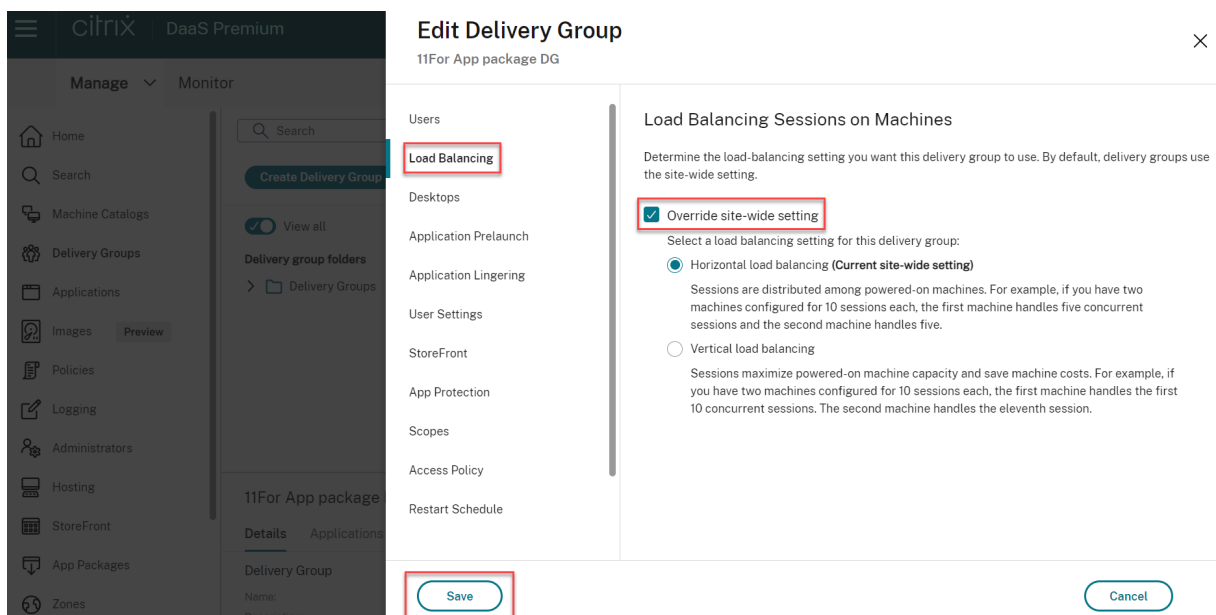 citrix | DaaS Premium
Manage Monitor
Home
Search
Machine Catalogs
Delivery Groups
Applications
Images Preview
Policies
Logging
Administrators
Hosting
StoreFront
App Packages
Zones
Search
Create Delivery Group
View all
Delivery group folders
Delivery Groups
11For App package
Details Applications
Delivery Group
Name:
Edit Delivery Group
11For App package DG
Users
Load Balancing
Desktops
Application Prelaunch
Application Lingering
User Settings
StoreFront
App Protection
Scopes
Access Policy
Restart Schedule
Load Balancing Sessions on Machines
Determine the load-balancing setting you want this delivery group to use. By default, delivery groups use
the site-wide setting.
Override site-wide setting
Select a load balancing setting for this delivery group:
Horizontal load balancing (Current site-wide setting)
Sessions are distributed among powered-on machines. For example, if you have two
machines configured for 10 sessions each, the first machine handles five concurrent
sessions and the second machine handles five.
Vertical load balancing
Sessions maximize powered-on machine capacity and save machine costs. For example, if
you have two machines configured for 10 sessions each, the first machine handles the first
10 concurrent sessions. The second machine handles the eleventh session.
Save
Cancel